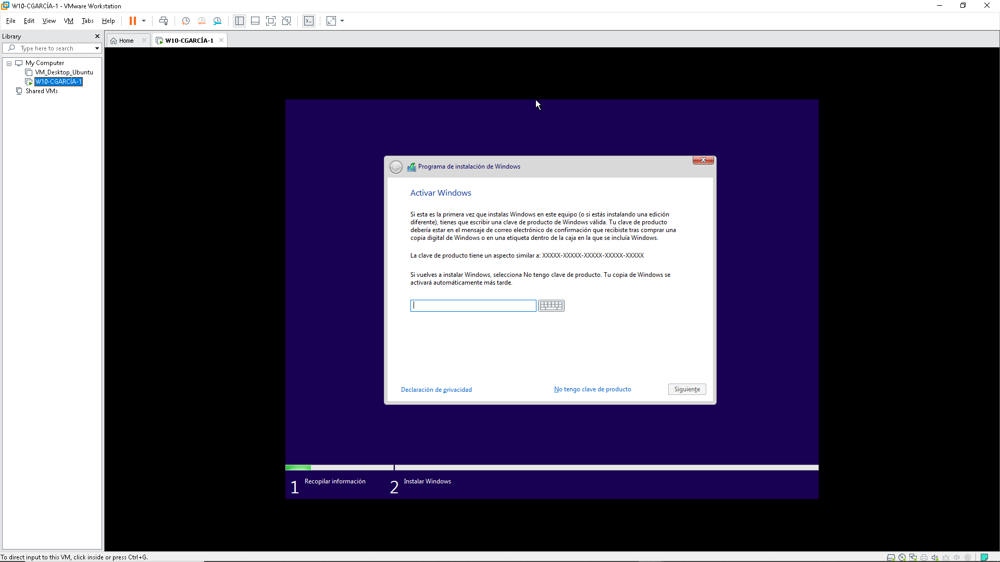 W10-CGARCÍA-1 - VMware Workstation
File Edit View VM Tabs Help
Library
Type here to search
My Computer
VM_Desktop_Ubuntu
W10-CGARCÍA-1
Shared VMs
Home
W10-CGARCÍA-1
Programa de instalación de Windows
Activar Windows
Si esta es la primera vez que instalas Windows en este equipo (o si estás instalando una edición
diferente), tienes que escribir una clave de producto de Windows válida. Tu clave de producto
debería estar en el mensaje de correo electrónico de confirmación que recibiste tras comprar una
copia digital de Windows o en una etiqueta dentro de la caja en la que se incluía Windows.
La clave de producto tiene un aspecto similar a: XXXXX-XXXXX-XXXXX-XXXXX-XXXXX
Si vuelves a instalar Windows, selecciona No tengo clave de producto. Tu copia de Windows se
activará automáticamente más tarde.
Declaración de privacidad
No tengo clave de producto
Siguiente
1 Recopilar información
2 Instalar Windows
To direct input to this VM, click inside or press Ctrl+G.